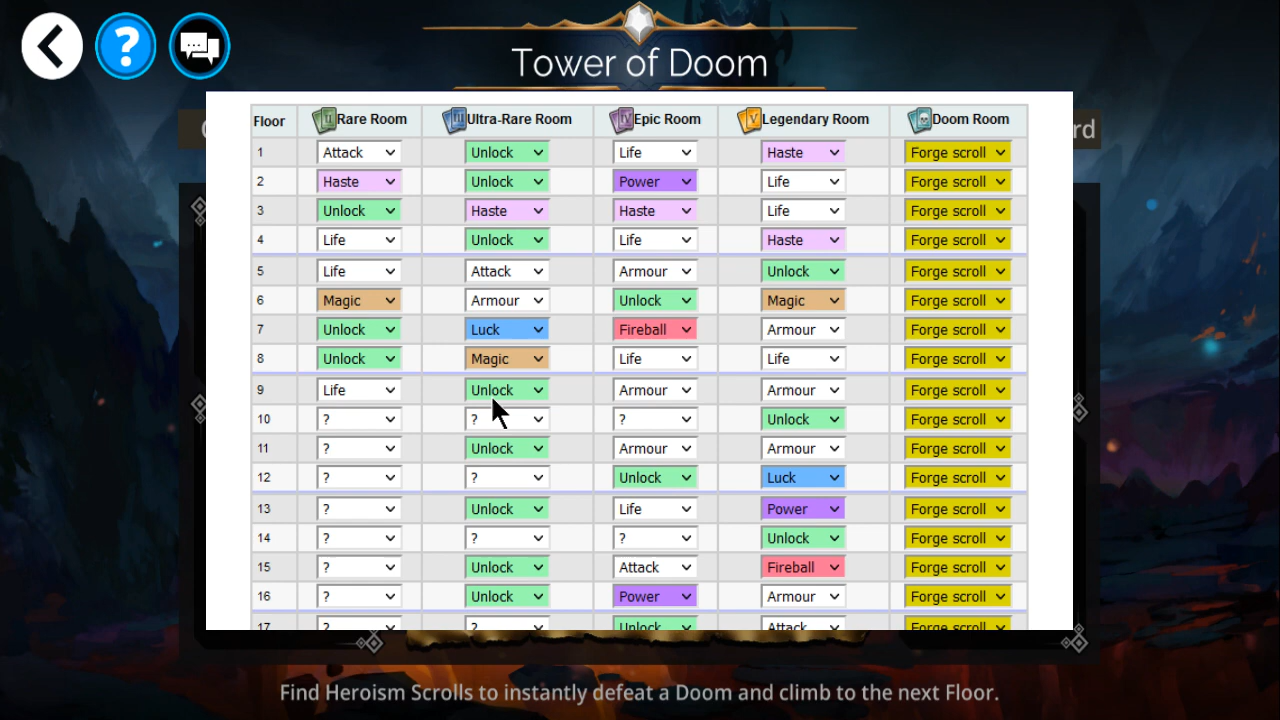 Tower of Doom
rd
Floor Rare Room Ultra-Rare Room Epic Room Legendary Room Doom Room
1 Attack Unlock Life Haste Forge scroll
2 Haste Unlock Power Life Forge scroll
3 Unlock Haste Haste Life Forge scroll
4 Life Unlock Life Haste Forge scroll
5 Life Attack Armour Unlock Forge scroll
6 Magic Armour Unlock Magic Forge scroll
7 Unlock Luck Fireball Armour Forge scroll
8 Unlock Magic Life Life Forge scroll
9 Life Unlock Armour Armour Forge scroll
10 ? ? ? Unlock Forge scroll
11 ? Unlock Armour Armour Forge scroll
12 ? ? Unlock Luck Forge scroll
13 ? Unlock Life Power Forge scroll
14 ? ? ? Unlock Forge scroll
15 ? Unlock Attack Fireball Forge scroll
16 ? Unlock Power Armour Forge scroll
17 ? ? Unlock Attack Forge scroll
Find Heroism Scrolls to instantly defeat a Doom and climb to the next Floor.